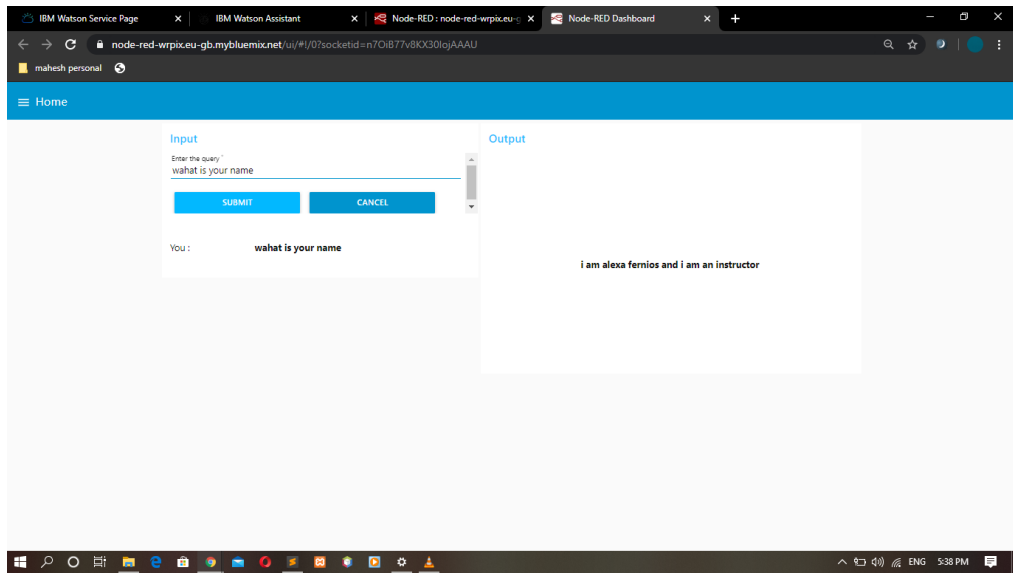 IBM Watson Service Page
IBM Watson Assistant
Node-RED : node-red-wrpix.eu-g
Node-RED Dashboard
node-red-wrpix.eu-gb.mybluemix.net/ui/#!/0?socketid=n7OiB77v8KX30lojAAAU
mahesh personal
Home
Input
Enter the query *
wahat is your name
SUBMIT CANCEL
You : wahat is your name
Output
i am alexa fernios and i am an instructor
ENG 5:38 PM